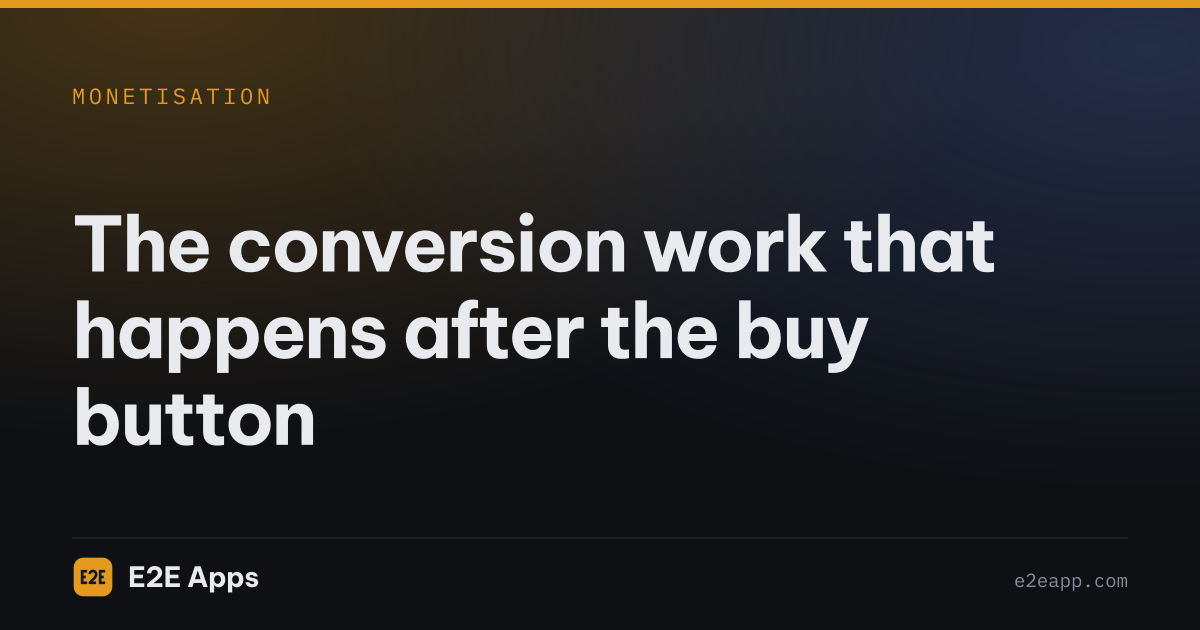 MONETISATION
The conversion work that
happens after the buy
button
E2E
E2E Apps
e2eapp.com